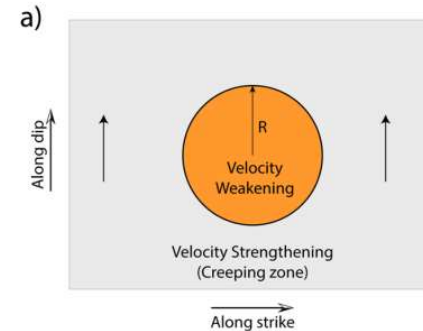 a)
Along dip
R
Velocity
Weakening
Velocity Strengthening
(Creeping zone)
Along strike